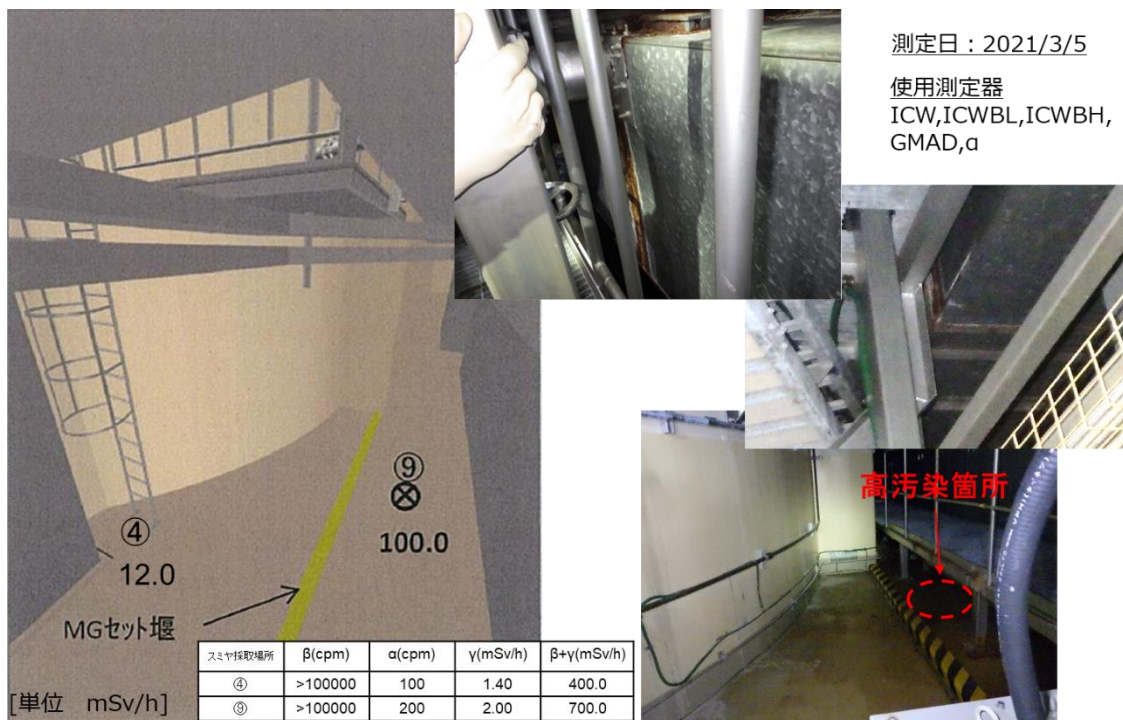 測定日：2021/3/5
使用測定器
ICW,ICWBL,ICWBH,
GMAD,α
高汚染箇所
⑨
100.0
④
12.0
MGセット堰
スミヤ採取場所 β(cpm) α(cpm) γ(mSv/h) β+γ(mSv/h)
④ >100000 100 1.40 400.0
⑨ >100000 200 2.00 700.0
[単位 mSv/h]